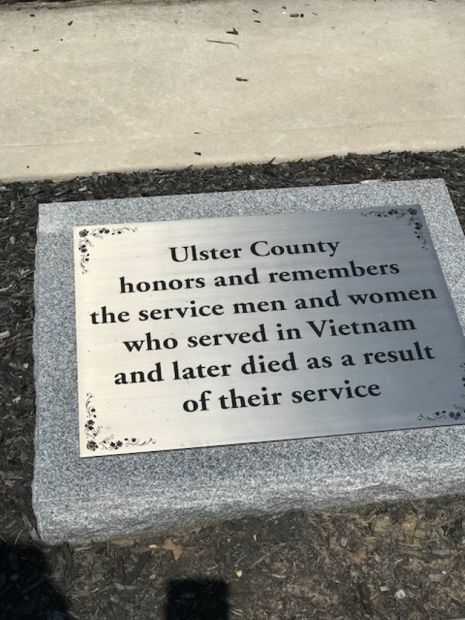 Ulster County
honors and remembers
the service men and women
who served in Vietnam
and later died as a result
of their service